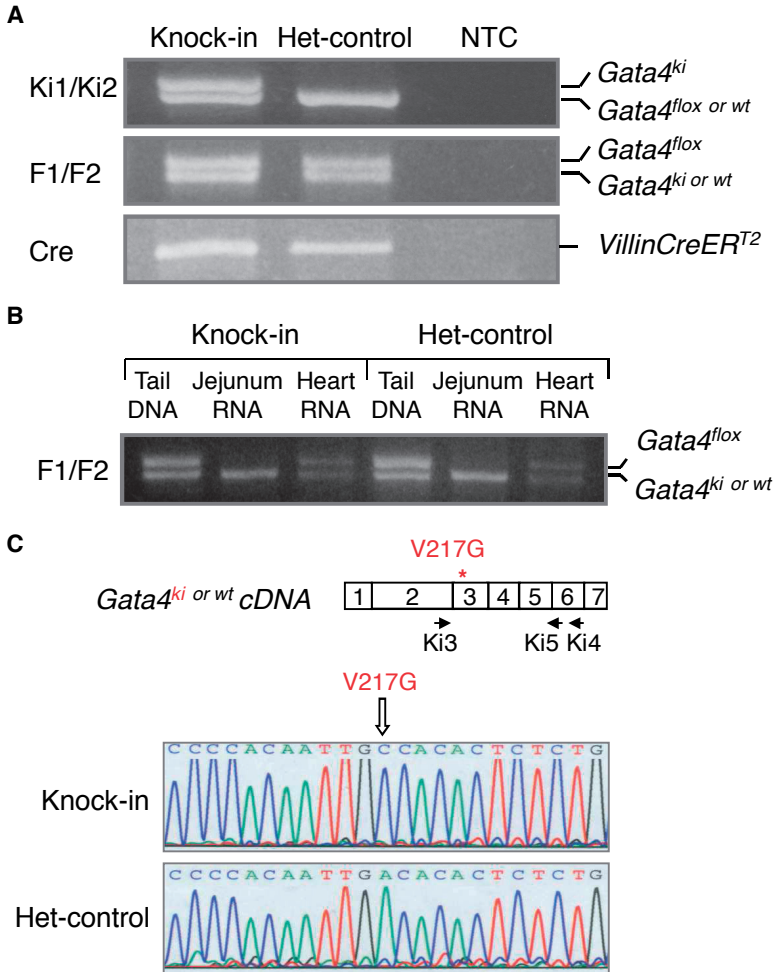 A
Knock-in Het-control NTC
Ki1/Ki2
Gata4ki
Gata4flox or wt
F1/F2
Gata4flox
Gata4ki or wt
Cre
VillinCreERT2
B
Knock-in Het-control
Tail Jejunum Heart Tail Jejunum Heart
DNA RNA RNA DNA RNA RNA
F1/F2
Gata4flox
Gata4ki or wt
C
V217G
*
Gata4ki or wt cDNA
1 2 3 4 5 6 7
Ki3 Ki5 Ki4
V217G
C C C C A C A A T T G C C A C A C T C T C T G
Knock-in
C C C C A C A A T T G A C A C A C T C T C T G
Het-control